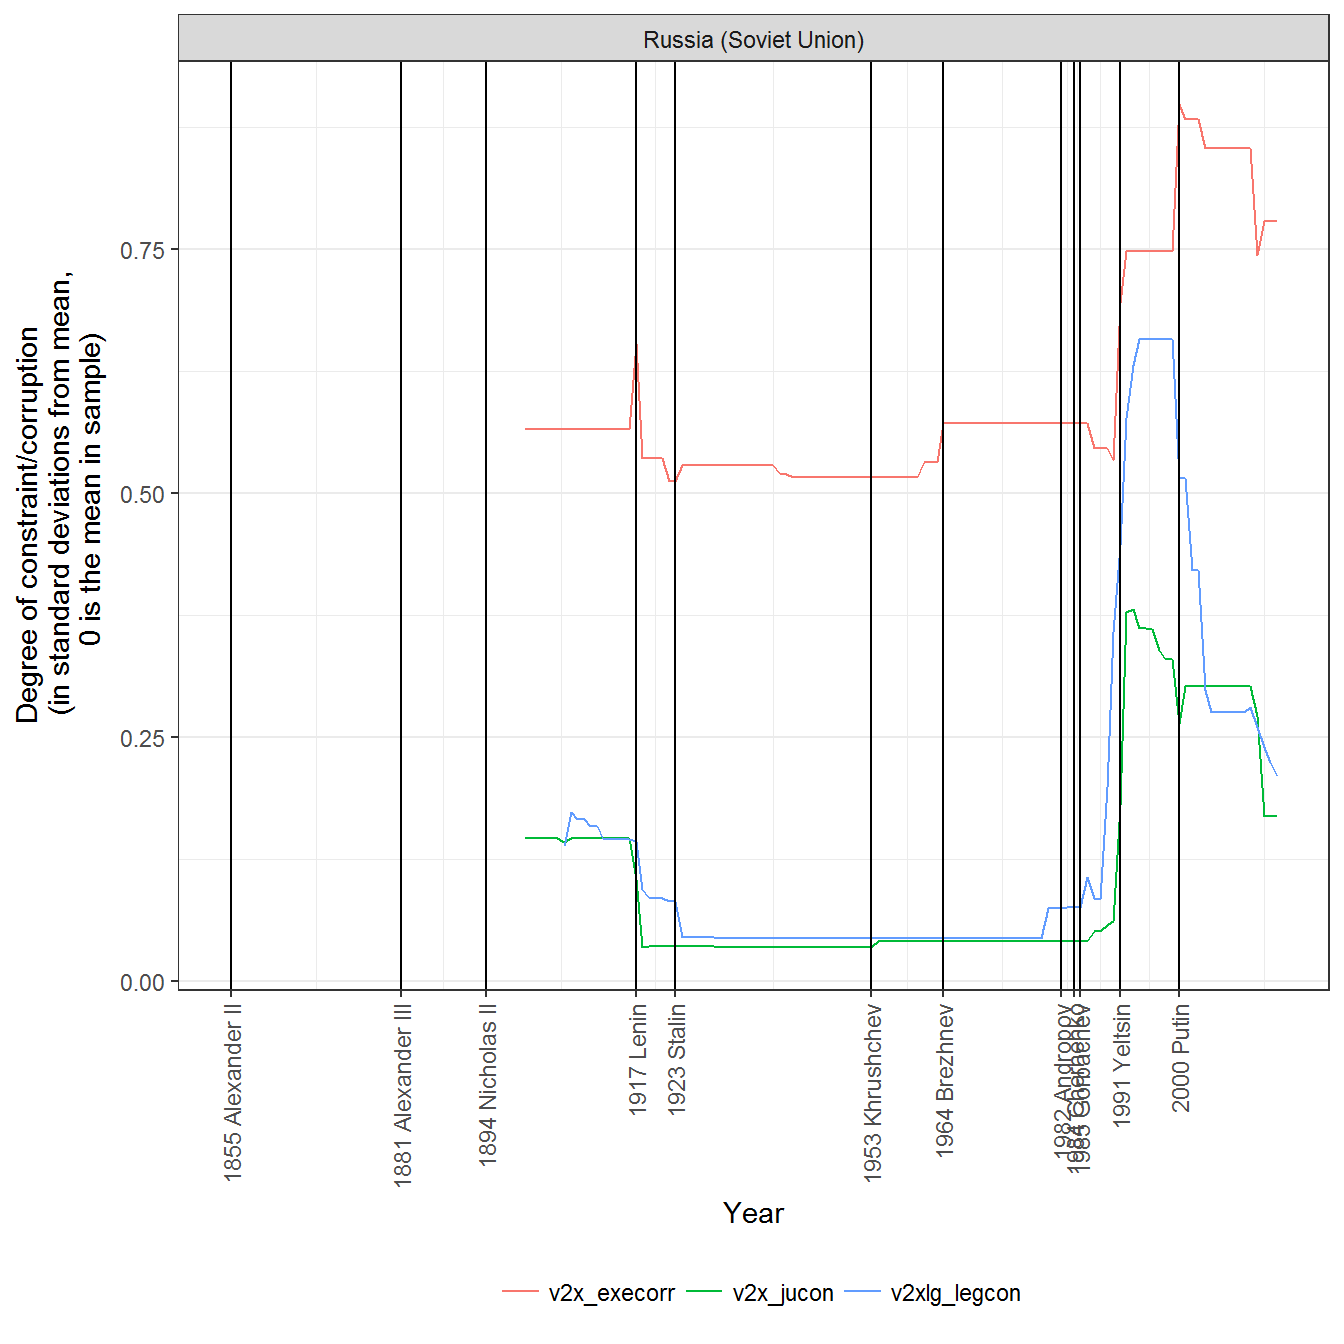 Russia (Soviet Union)
Degree of constraint/corruption
(in standard deviations from mean,
0 is the mean in sample)
0.75
0.50
0.25
0.00
1855 Alexander II
1881 Alexander III
1894 Nicholas II
1917 Lenin
1923 Stalin
1953 Khrushchev
1964 Brezhnev
1982 Andropov
1985 Gorbachev
1991 Yeltsin
2000 Putin
Year
v2x_execorr
v2x_jucon
v2xlg_legcon